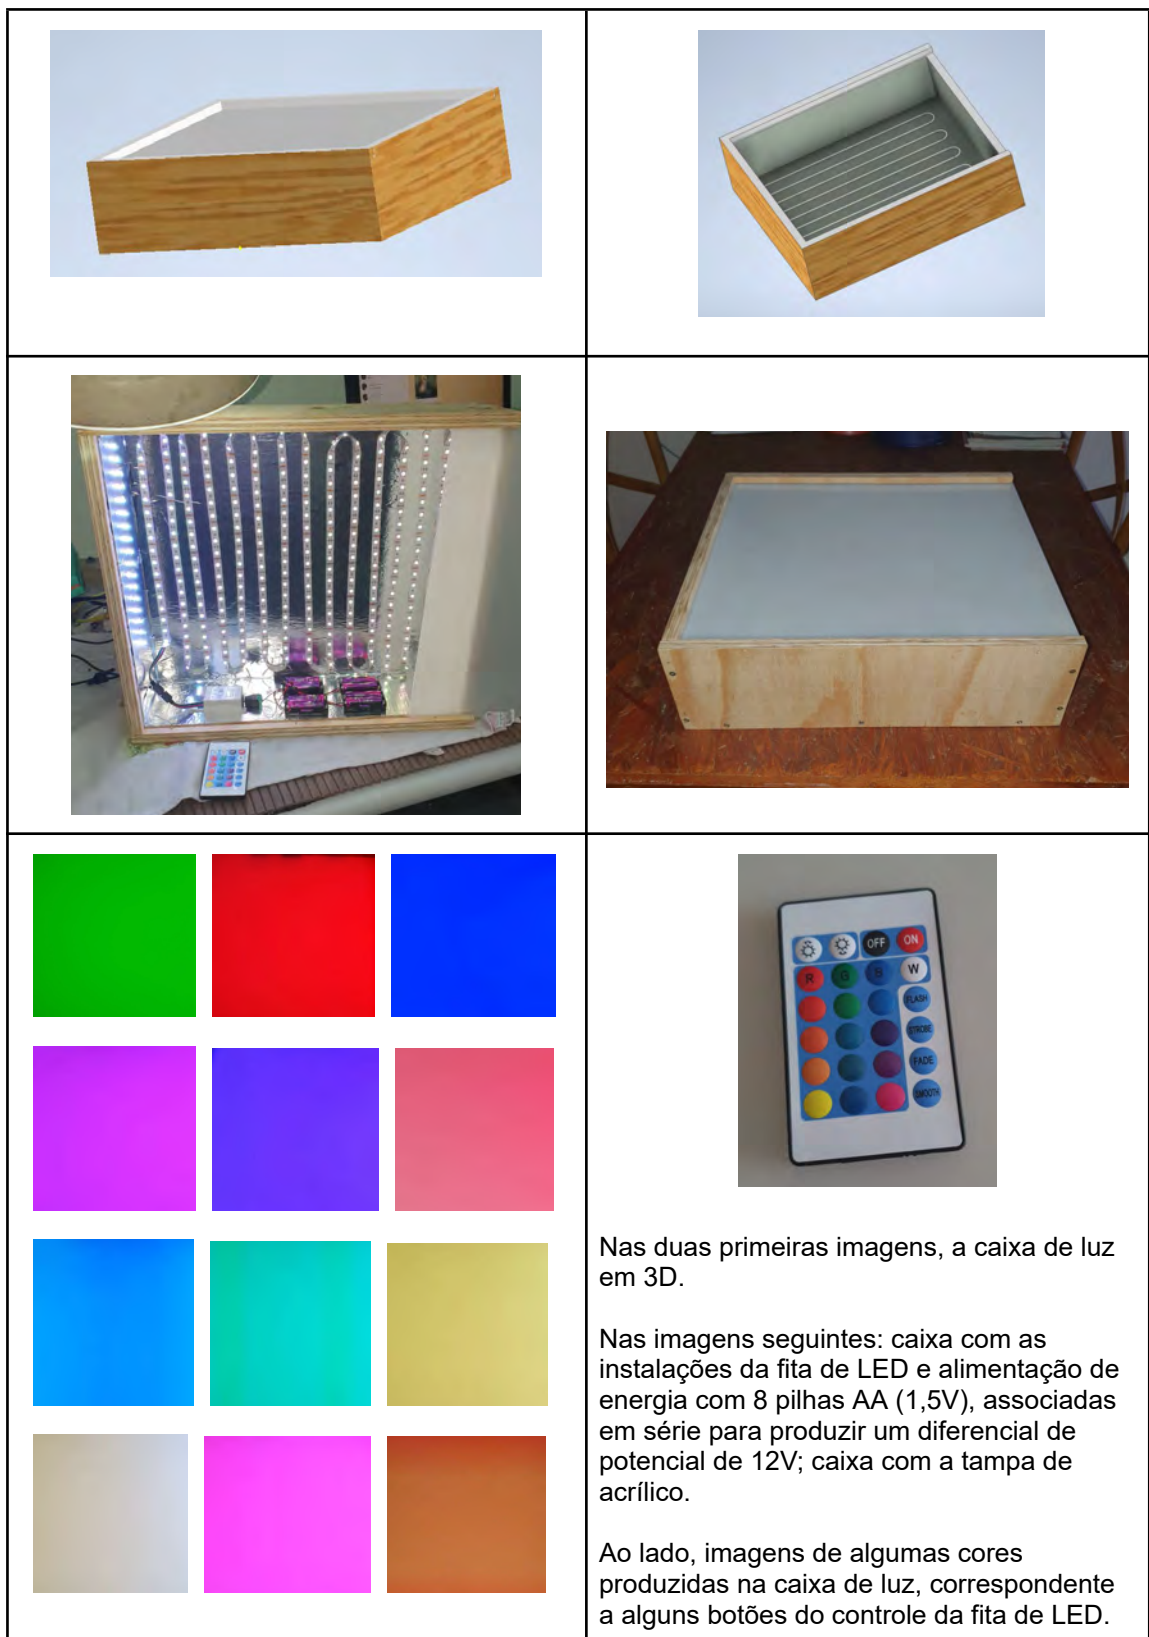 OFF ON
R G B W
FLASH
STROBE
FADE
SMOOTH
Nas duas primeiras imagens, a caixa de luz
em 3D.
Nas imagens seguintes: caixa com as
instalações da fita de LED e alimentação de
energia com 8 pilhas AA (1,5V), associadas
em série para produzir um diferencial de
potencial de 12V; caixa com a tampa de
acrílico.
Ao lado, imagens de algumas cores
produzidas na caixa de luz, correspondente
a alguns botões do controle da fita de LED.